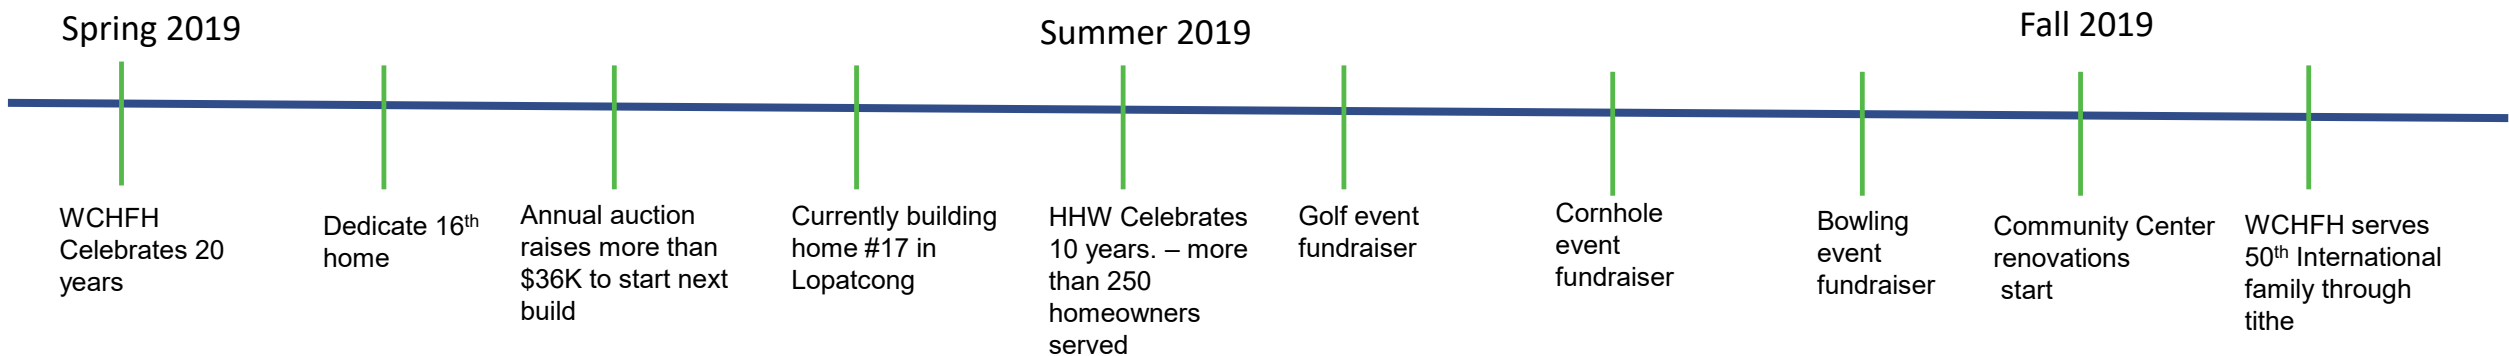 Spring 2019
Summer 2019
Fall 2019
WCHFH
Celebrates 20
years
Dedicate 16th
home
Annual auction
raises more than
$36K to start next
build
Currently building
home #17 in
Lopatcong
HHW Celebrates
10 years. – more
than 250
homeowners
served
Golf event
fundraiser
Cornhole
event
fundraiser
Bowling
event
fundraiser
Community Center
renovations
start
WCHFH serves
50th International
family through
tithe